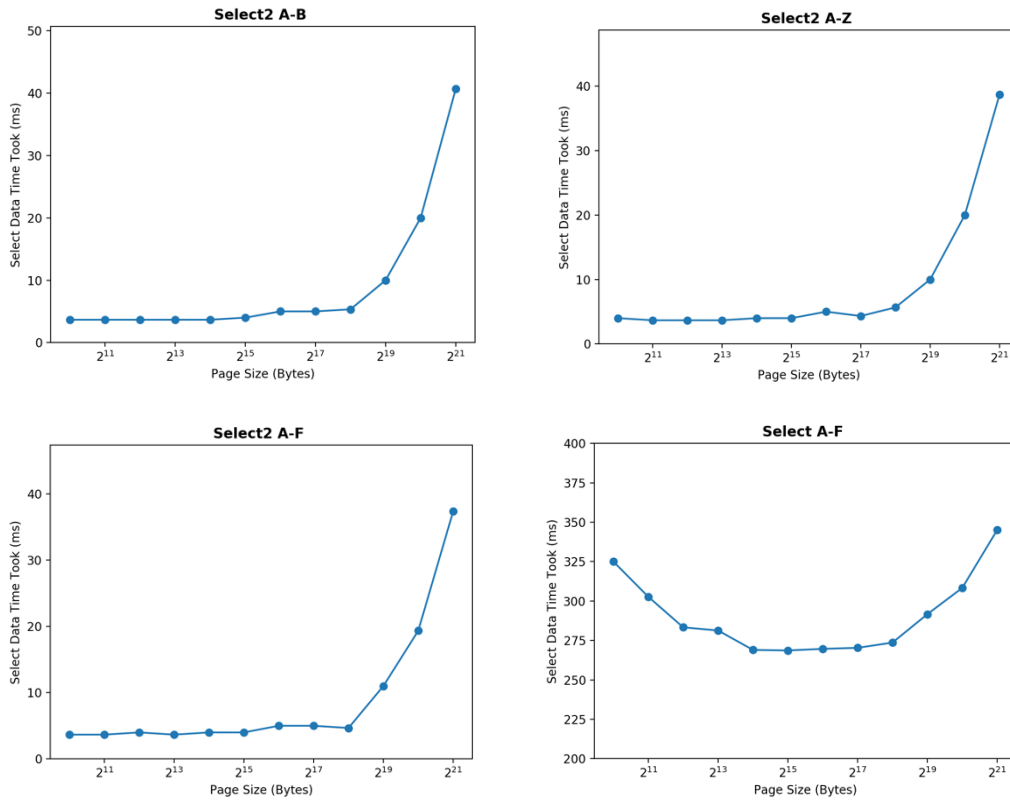 Select2 A-B
Select Data Time Took (ms)
50
40
30
20
10
0
2^11 2^13 2^15 2^17 2^19 2^21
Page Size (Bytes)
Select2 A-Z
Select Data Time Took (ms)
40
30
20
10
0
2^11 2^13 2^15 2^17 2^19 2^21
Page Size (Bytes)
Select2 A-F
Select Data Time Took (ms)
40
30
20
10
0
2^11 2^13 2^15 2^17 2^19 2^21
Page Size (Bytes)
Select A-F
Select Data Time Took (ms)
400
375
350
325
300
275
250
225
200
2^11 2^13 2^15 2^17 2^19 2^21
Page Size (Bytes)